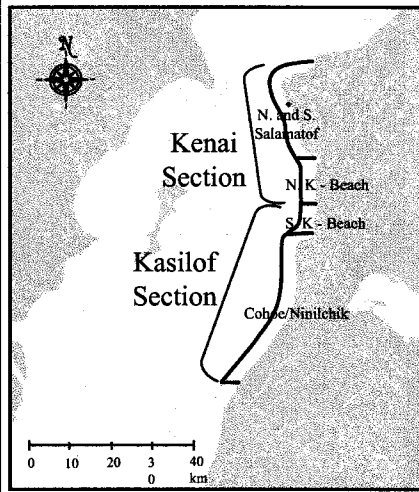 N
N. and S.
Salamatof
Kenai
Section
N. K - Beach
S. K - Beach
Kasilof
Section
Cohoe/Ninilchik
0 10 20 3 40
0 km